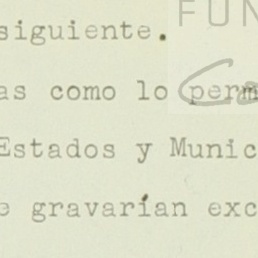 FUN
siguiente.
as como lo perm
Estados y Munic
e gravarían exc